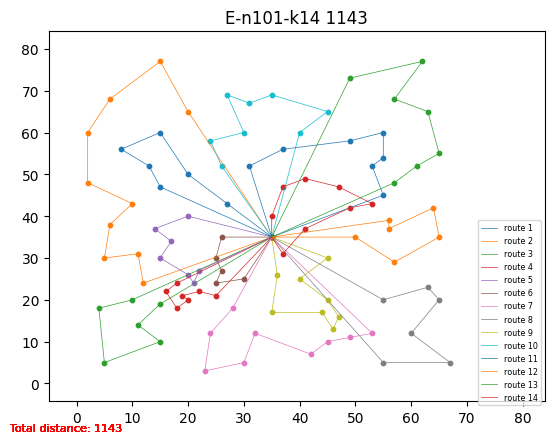 E-n101-k14 1143
80
70
60
50
40
30
20
10
0
0 10 20 30 40 50 60 70 80
route 1
route 2
route 3
route 4
route 5
route 6
route 7
route 8
route 9
route 10
route 11
route 12
route 13
route 14
Total distance: 1143